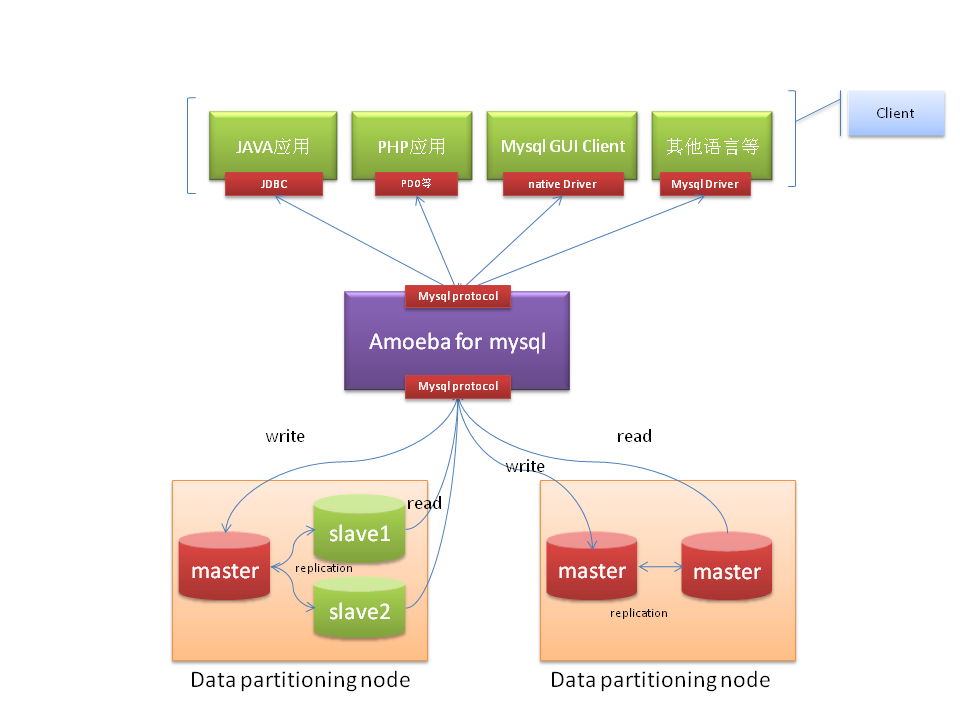 Client
JAVA应用
PHP应用
Mysql GUI Client
其他语言等
JDBC
PDO等
native Driver
Mysql Driver
Mysql protocol
Amoeba for mysql
Mysql protocol
write
read
write
read
slave1
master
replication
slave2
master
master
replication
Data partitioning node
Data partitioning node